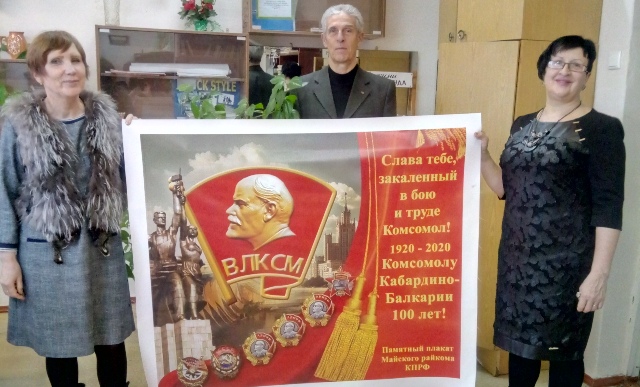 СК STYLE
ВЛКСМ
Слава тебе,
закаленный
в бою
и труде
Комсомол!
1920 - 2020
Комсомолу
Кабардино-
Балкарии
100 лет!
Памятный плакат
Майского райкома
КПРФ